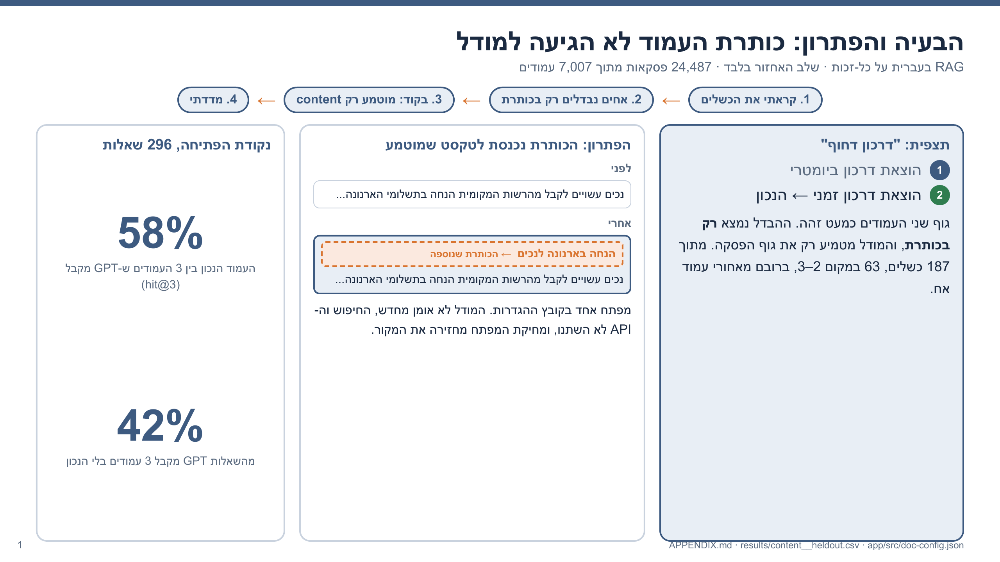 הבעיה והפתרון: כותרת העמוד לא הגיעה למודל
RAG בעברית על כל-זכות · שלב האחזור בלבד · 24,487 פסקאות מתוך 7,007 עמודים
1. קראתי את הכשלים ← 2. אחים נבדלים רק בכותרת ← 3. בקוד: מוטמע רק content ← 4. מדדתי
תצפית: "דרכון דחוף"
1 הוצאת דרכון ביומטרי
2 הוצאת דרכון זמני ← הנכון
גוף שני העמודים כמעט זהה. ההבדל נמצא רק
בכותרת, והמודל מטמיע רק את גוף הפסקה. מתוך
187 כשלים, 63 במקום 2–3, ברובם מאחורי עמוד
אח.
הפתרון: הכותרת נכנסת לטקסט שמוטמע
לפני
נכים עשויים לקבל מהרשות המקומית הנחה בתשלומי הארנונה...
אחרי
הנחה בארנונה לנכים ← הכותרת שנוספה
נכים עשויים לקבל מהרשות המקומית הנחה בתשלומי הארנונה...
מפתח אחד בקובץ ההגדרות. המודל לא אומן מחדש, החיפוש וה-
API לא השתנו, ומחיקת המפתח מחזירה את המקור.
נקודת הפתיחה, 296 שאלות
58%
העמוד הנכון בין 3 העמודים ש-GPT מקבל
(hit@3)
42%
מהשאלות GPT מקבל 3 עמודים בלי הנכון
APPENDIX.md · results/content__heldout.csv · app/src/doc-config.json
1